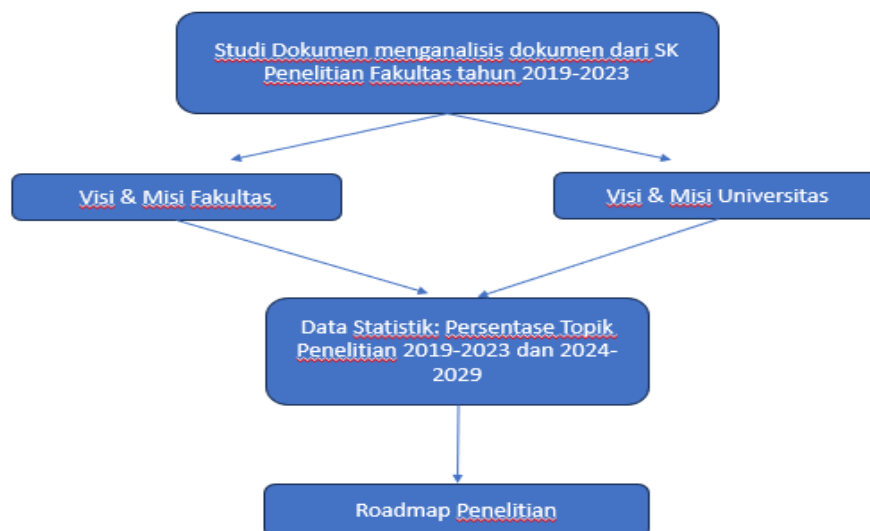 Studi Dokumen menganalisis dokumen dari SK
Penelitian Fakultas tahun 2019-2023
Visi & Misi Fakultas
Visi & Misi Universitas
Data Statistik: Persentase Topik
Penelitian 2019-2023 dan 2024-
2029
Roadmap Penelitian